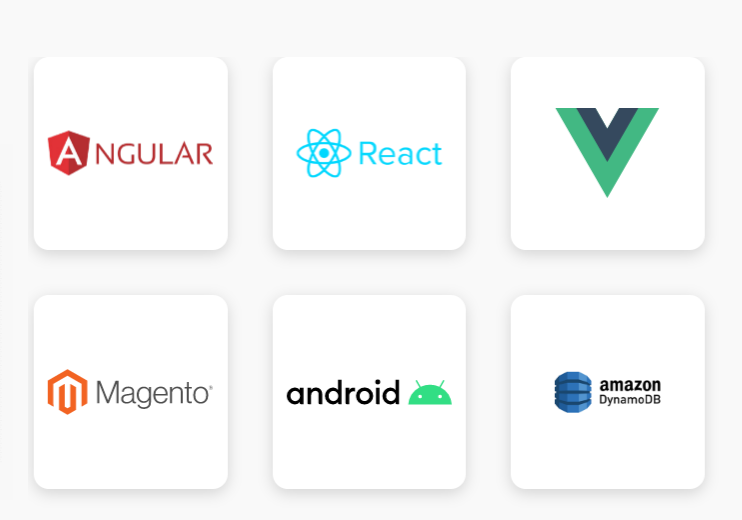 ANGULAR
React
Magento®
android
amazon
DynamoDB